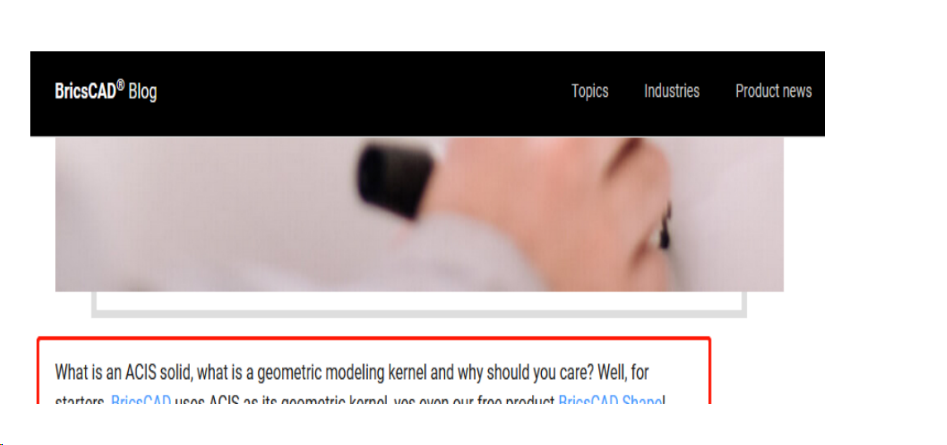 BricsCAD® Blog
Topics Industries Product news
What is an ACIS solid, what is a geometric modeling kernel and why should you care? Well, for
starters, BricsCAD uses ACIS as its geometric kernel, yes even our free product BricsCAD Shape!